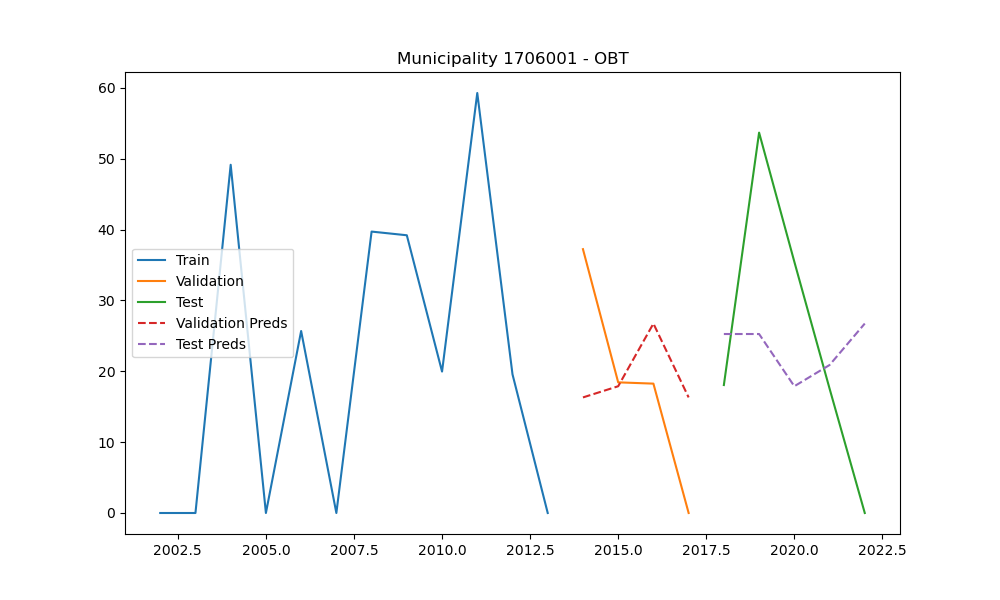 Municipality 1706001 - OBT
60
50
40
30
20
10
0
Train
Validation
Test
Validation Preds
Test Preds
2002.5 2005.0 2007.5 2010.0 2012.5 2015.0 2017.5 2020.0 2022.5